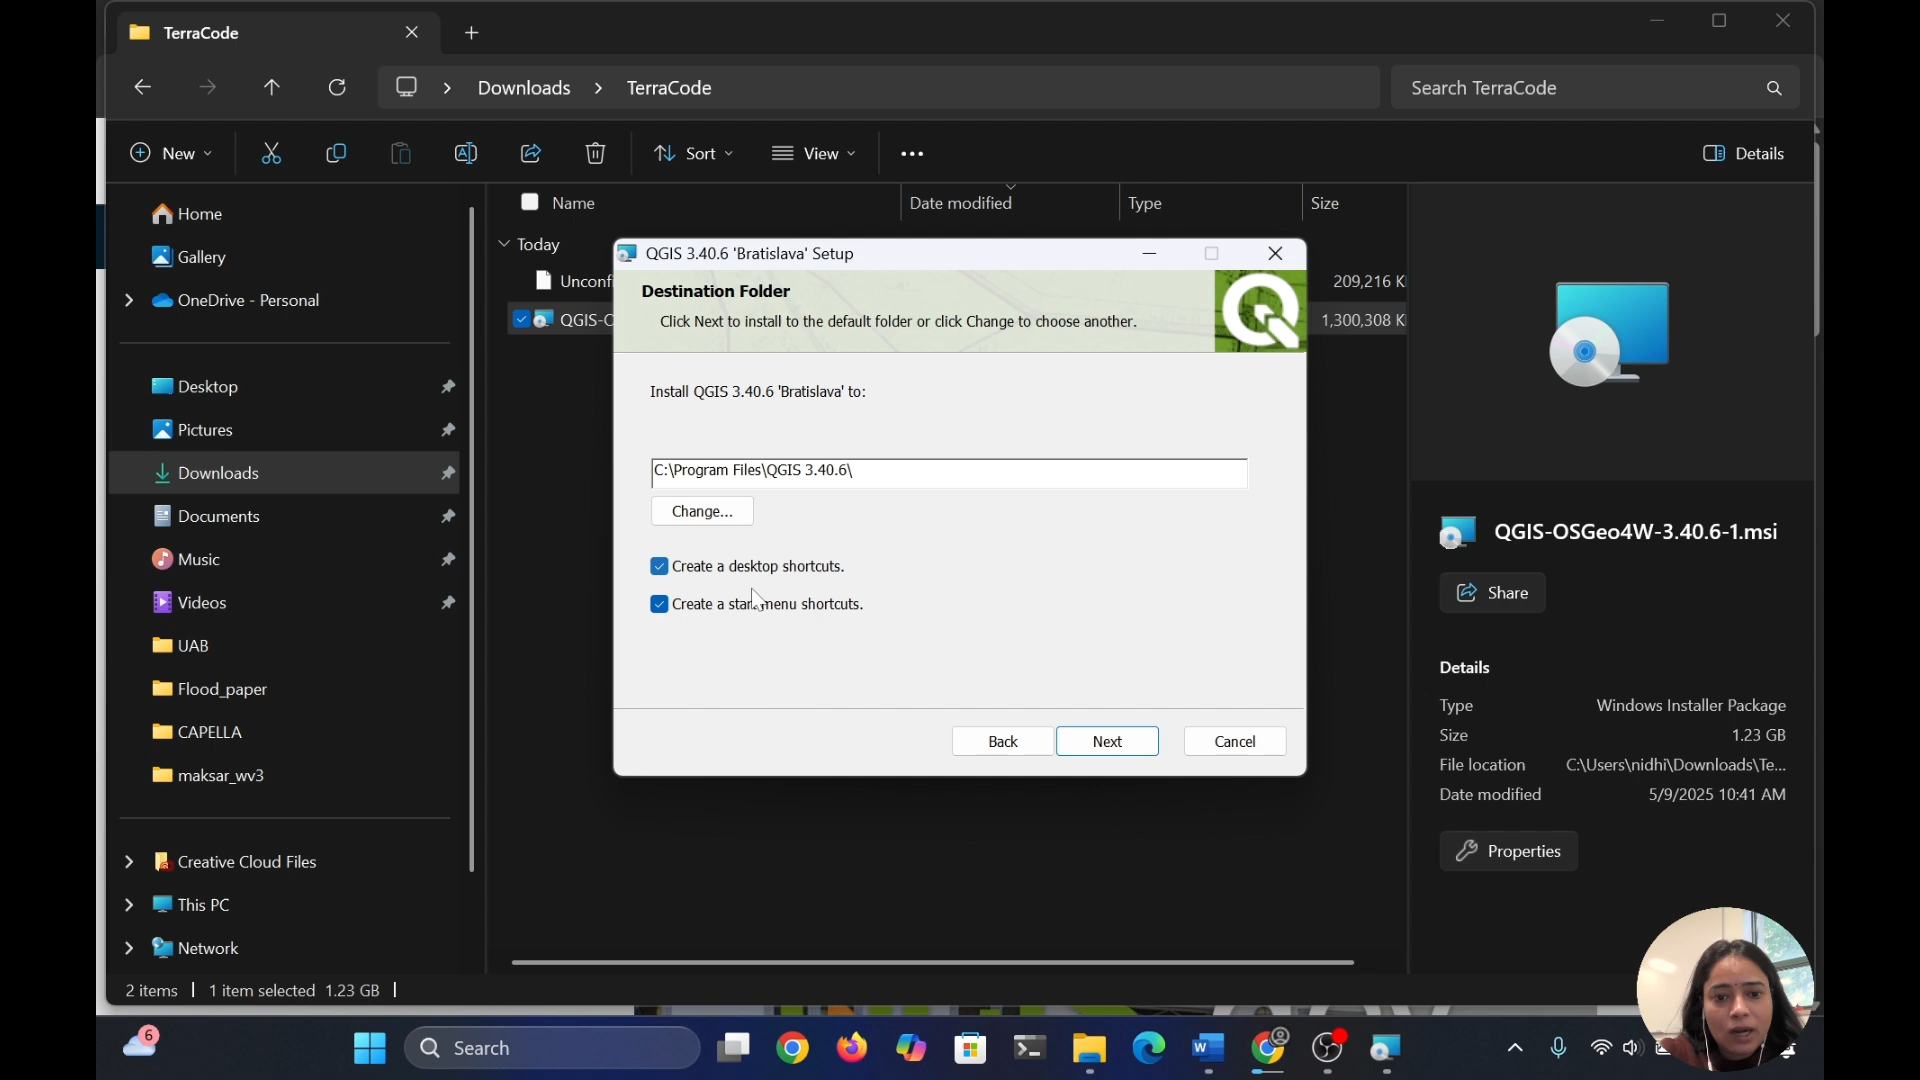 TerraCode
Downloads > TerraCode
Search TerraCode
New
Sort
View
Details
Home
Gallery
OneDrive - Personal
Desktop
Pictures
Downloads
Documents
Music
Videos
UAB
Flood_paper
CAPELLA
maksar_wv3
Creative Cloud Files
This PC
Network
Name
Date modified
Type
Size
Today
209,216
1,300,308
QGIS 3.40.6 'Bratislava' Setup
Destination Folder
Click Next to install to the default folder or click Change to choose another.
Install QGIS 3.40.6 'Bratislava' to:
C:\Program Files\QGIS 3.40.6\
Change...
Create a desktop shortcuts.
Create a start menu shortcuts.
Back
Next
Cancel
QGIS-OSGeo4W-3.40.6-1.msi
Share
Details
Type Windows Installer Package
Size 1.23 GB
File location C:\Users\nidhi\Downloads\Te...
Date modified 5/9/2025 10:41 AM
Properties
2 items | 1 item selected 1.23 GB |
6
Search